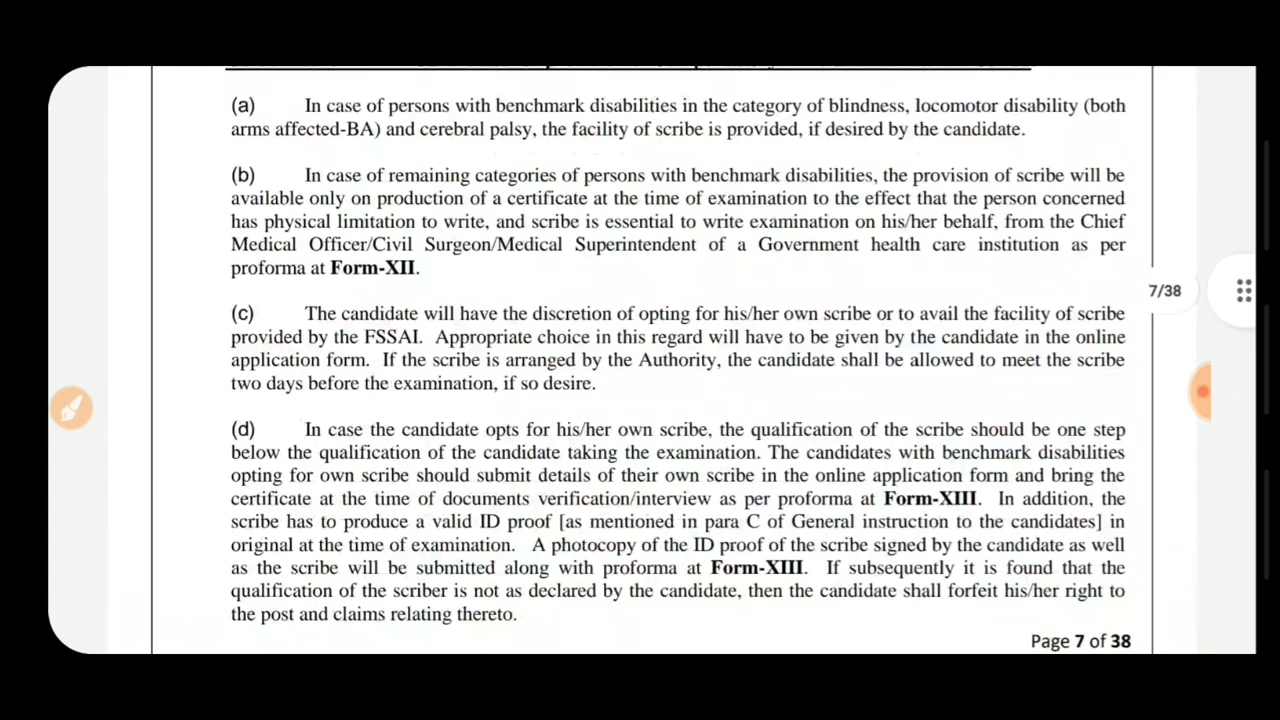 (a) In case of persons with benchmark disabilities in the category of blindness, locomotor disability (both
arms affected-BA) and cerebral palsy, the facility of scribe is provided, if desired by the candidate.
(b) In case of remaining categories of persons with benchmark disabilities, the provision of scribe will be
available only on production of a certificate at the time of examination to the effect that the person concerned
has physical limitation to write, and scribe is essential to write examination on his/her behalf, from the Chief
Medical Officer/Civil Surgeon/Medical Superintendent of a Government health care institution as per
proforma at Form-XII.
7/38
(c) The candidate will have the discretion of opting for his/her own scribe or to avail the facility of scribe
provided by the FSSAI. Appropriate choice in this regard will have to be given by the candidate in the online
application form. If the scribe is arranged by the Authority, the candidate shall be allowed to meet the scribe
two days before the examination, if so desire.
(d) In case the candidate opts for his/her own scribe, the qualification of the scribe should be one step
below the qualification of the candidate taking the examination. The candidates with benchmark disabilities
opting for own scribe should submit details of their own scribe in the online application form and bring the
certificate at the time of documents verification/interview as per proforma at Form-XIII. In addition, the
scribe has to produce a valid ID proof [as mentioned in para C of General instruction to the candidates] in
original at the time of examination. A photocopy of the ID proof of the scribe signed by the candidate as well
as the scribe will be submitted along with proforma at Form-XIII. If subsequently it is found that the
qualification of the scriber is not as declared by the candidate, then the candidate shall forfeit his/her right to
the post and claims relating thereto.
Page 7 of 38